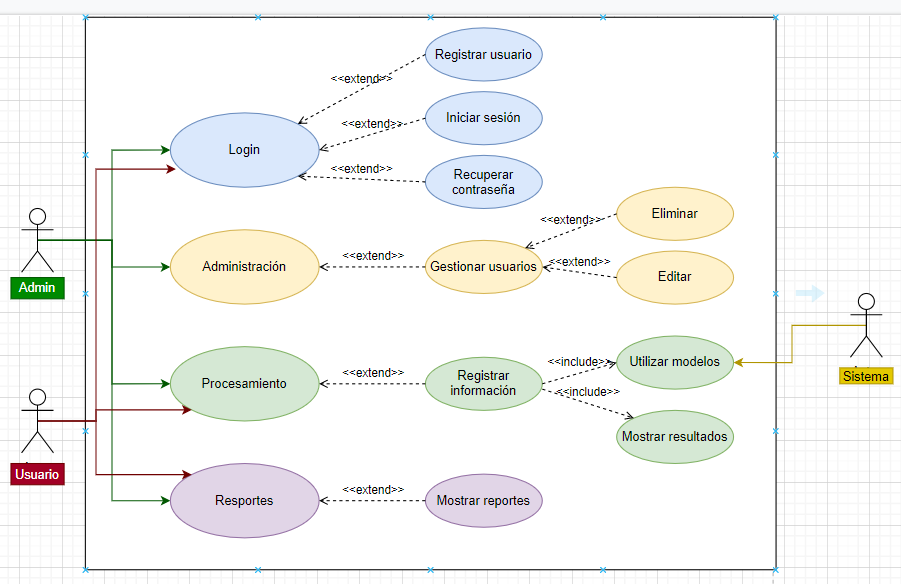 Registrar usuario
<<extend>>
Iniciar sesión
<<extend>>
Login
<<extend>>
Recuperar
contraseña
Eliminar
<<extend>>
Administración
<<extend>>
Gestionar usuarios
<<extend>>
Editar
Admin
Utilizar modelos
<<include>>
Procesamiento
<<extend>>
Registrar
información
<<include>>
Sistema
Mostrar resultados
Usuario
<<extend>>
Resportes
Mostrar reportes